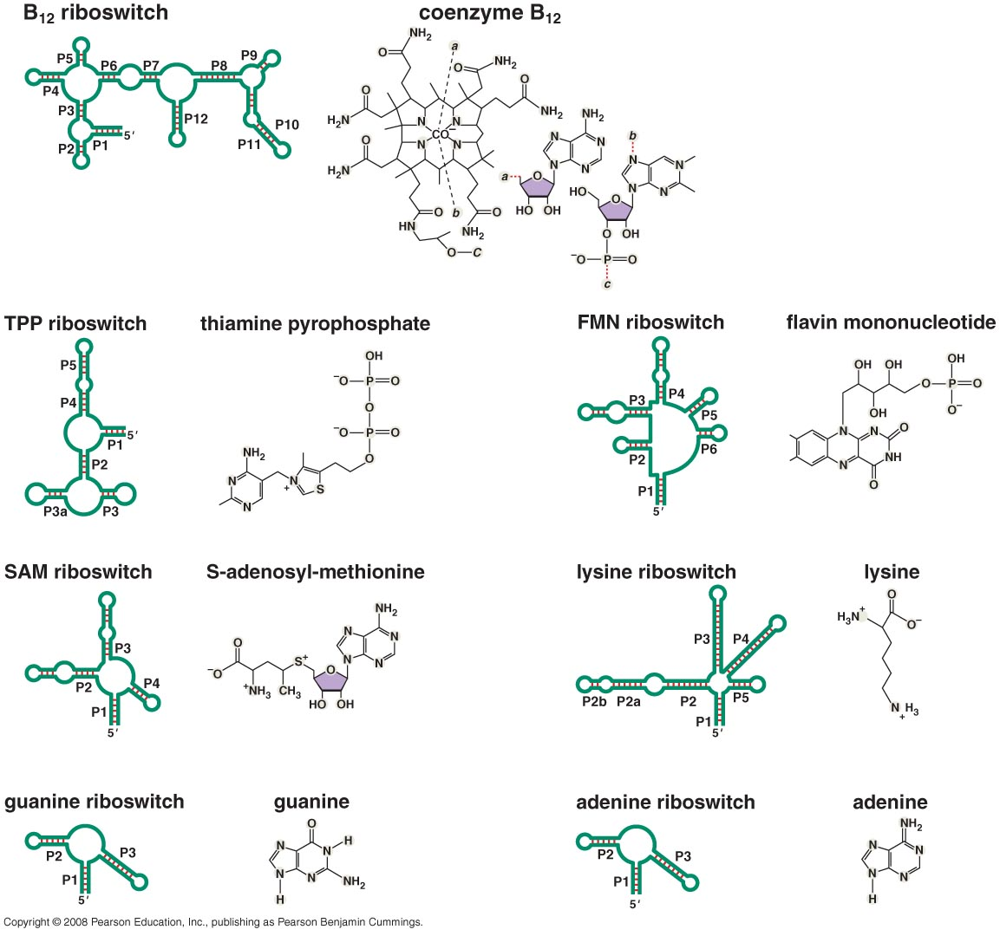 B12 riboswitch
coenzyme B12
P5
P6
P7
P8
P9
P4
P3
P12
P10
P2
P1
5′
P11
NH2
a
O
O
NH2
O
O
NH2
H2N
N
N
Co−
N
N
O
H2N
b
O
HN
O
NH2
O
C
NH2
N
N
N
N
a
O
HO
OH
b
N
N
N
N
HO
O
O
OH
−O
P
O
c
TPP riboswitch
thiamine pyrophosphate
FMN riboswitch
flavin mononucleotide
P5
P4
5′
P1
P2
P3a
P3
OH
−O
P
O
O
−O
P
O
O
NH2
N
N
N
+
S
P3
P4
P5
P2
P6
P1
5′
OH
OH
OH
O
P
O
OH
O−
N
N
O
NH
N
O
SAM riboswitch
S-adenosyl-methionine
lysine riboswitch
lysine
P3
P2
P4
P1
5′
O
−O
+NH3
S+
CH3
NH2
N
N
N
N
O
HO
OH
P3
P4
P2b
P2a
P2
P5
P1
5′
O
H3N+
O−
N H3
+
guanine riboswitch
guanine
adenine riboswitch
adenine
P2
P3
P1
5′
O
N
N
H
N
N
NH2
H
P2
P3
P1
5′
NH2
N
N
N
N
H
Copyright © 2008 Pearson Education, Inc., publishing as Pearson Benjamin Cummings.